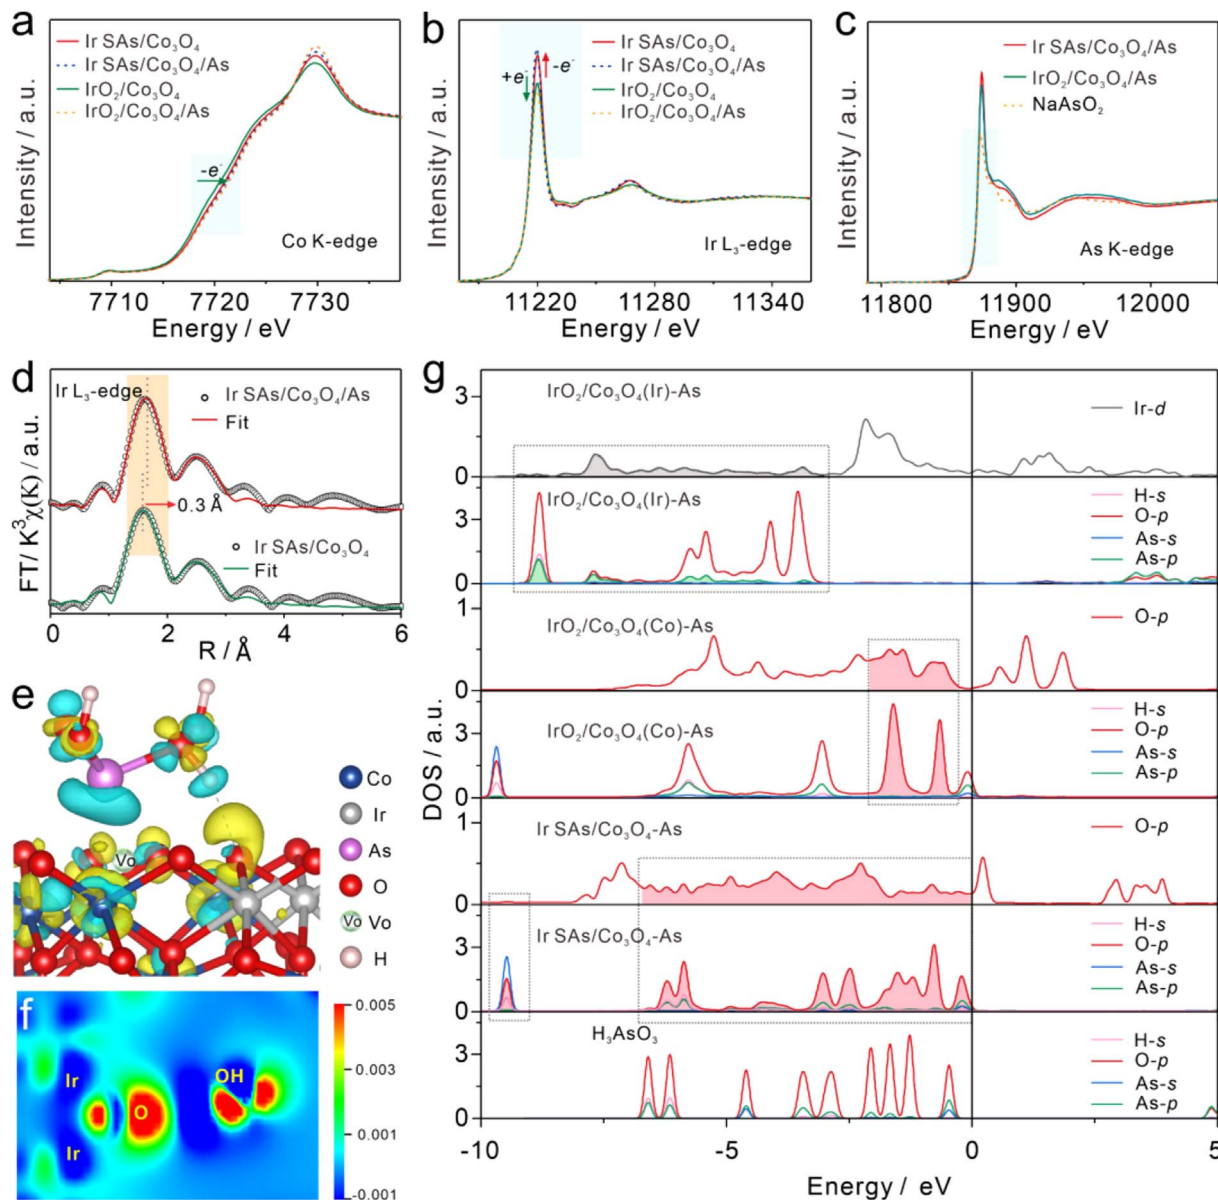 a
Ir SAs/Co₃O₄
Ir SAs/Co₃O₄/As
IrO₂/Co₃O₄
IrO₂/Co₃O₄/As
-e⁻
Co K-edge
Intensity / a.u.
7710 7720 7730
Energy / eV
b
Ir SAs/Co₃O₄
Ir SAs/Co₃O₄/As
IrO₂/Co₃O₄
IrO₂/Co₃O₄/As
+e⁻ -e⁻
Ir L₃-edge
Intensity / a.u.
11220 11280 11340
Energy / eV
c
Ir SAs/Co₃O₄/As
IrO₂/Co₃O₄/As
NaAsO₂
As K-edge
Intensity / a.u.
11800 11900 12000
Energy / eV
d
Ir L₃-edge
Ir SAs/Co₃O₄/As
Fit
0.3 Å
Ir SAs/Co₃O₄
Fit
FT/ K³χ(K) / a.u.
0 2 4 6
R / Å
e
Vo
Co
Ir
As
O
Vo Vo
H
f
Ir
O
OH
Ir
0.005
0.003
0.001
-0.001
g
IrO₂/Co₃O₄(Ir)-As
Ir-d
3
0
IrO₂/Co₃O₄(Ir)-As
H-s
O-p
As-s
As-p
3
0
IrO₂/Co₃O₄(Co)-As
O-p
1
0
IrO₂/Co₃O₄(Co)-As
H-s
O-p
As-s
As-p
3
0
Ir SAs/Co₃O₄-As
O-p
1
0
Ir SAs/Co₃O₄-As
H-s
O-p
As-s
As-p
3
0
H₃AsO₃
H-s
O-p
As-s
As-p
3
0
DOS / a.u.
-10 -5 0 5
Energy / eV